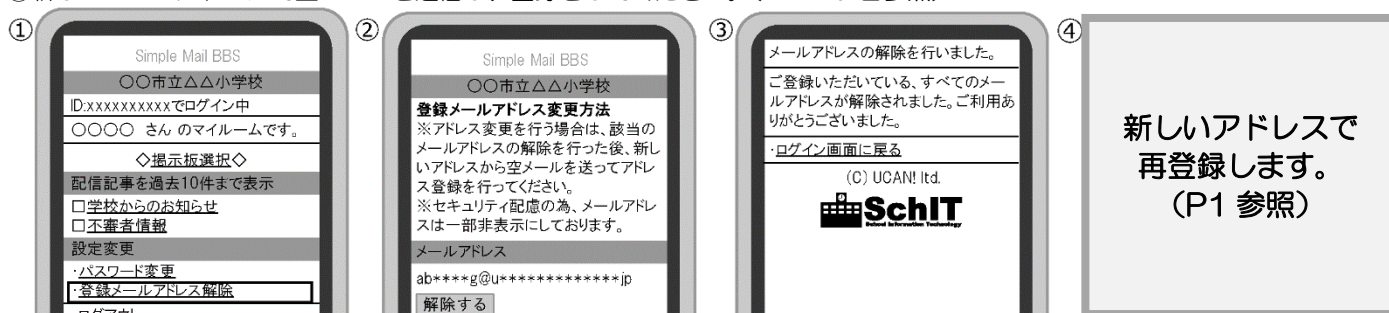 ①
Simple Mail BBS
〇〇市立△△小学校
ID:xxxxxxxxxxでログイン中
〇〇〇〇 さん のマイルームです。
◇掲示板選択◇
配信記事を過去10件まで表示
□学校からのお知らせ
□不審者情報
設定変更
・パスワード変更
・登録メールアドレス解除
②
Simple Mail BBS
〇〇市立△△小学校
登録メールアドレス変更方法
※アドレス変更を行う場合は、該当の
メールアドレスの解除を行った後、新し
いアドレスから空メールを送ってアドレ
ス登録を行ってください。
※セキュリティ配慮の為、メールアドレ
スは一部非表示にしております。
メールアドレス
ab****g@u*************jp
解除する
③
メールアドレスの解除を行いました。
ご登録いただいている、すべてのメー
ルアドレスが解除されました。ご利用あ
りがとうございました。
・ログイン画面に戻る
(C) UCAN! ltd.
SchIT
School Information Technology
④
新しいアドレスで
再登録します。
（P1 参照）